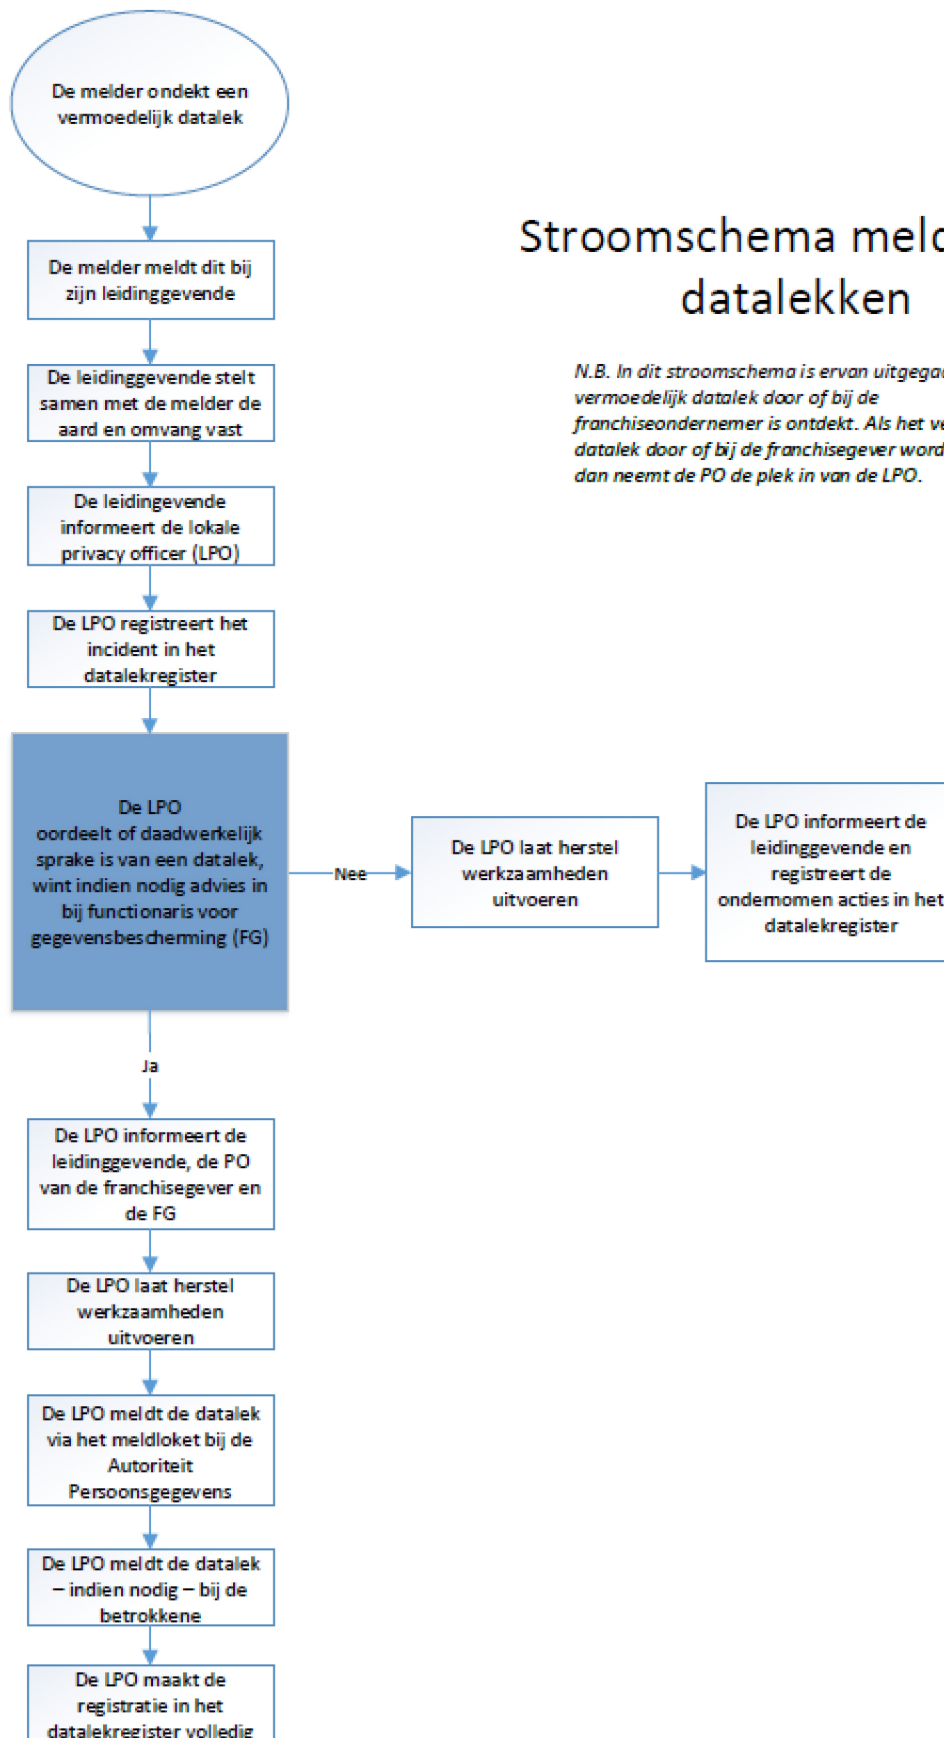 De melder ondekt een
vermoedelijk datalek
De melder meldt dit bij
zijn leidinggevende
De leidinggevende stelt
samen met de melder de
aard en omvang vast
De leidingevende
informeert de lokale
privacy officer (LPO)
De LPO registreert het
incident in het
datalekregister
De LPO
oordeelt of daadwerkelijk
sprake is van een datalek,
wint indien nodig advies in
bij functionaris voor
gegevensbescherming (FG)
Nee
De LPO laat herstel
werkzaamheden
uitvoeren
De LPO informeert de
leidinggevende en
registreert de
ondernomen acties in het
datalekregister
Ja
De LPO informeert de
leidinggevende, de PO
van de franchisegever en
de FG
De LPO laat herstel
werkzaamheden
uitvoeren
De LPO meldt de datalek
via het meldloket bij de
Autoriteit
Persoonsgegevens
De LPO meldt de datalek
– indien nodig – bij de
betrokkene
De LPO maakt de
registratie in het
datalekregister volledig
Stroomschema
datalekken
N.B. In dit stroomschema is ervan
vermoedelijk datalek door of bij de
franchiseondernemer is ontdekt. Als het
datalek door of bij de franchisegever
dan neemt de PO de plek in van de LPO.